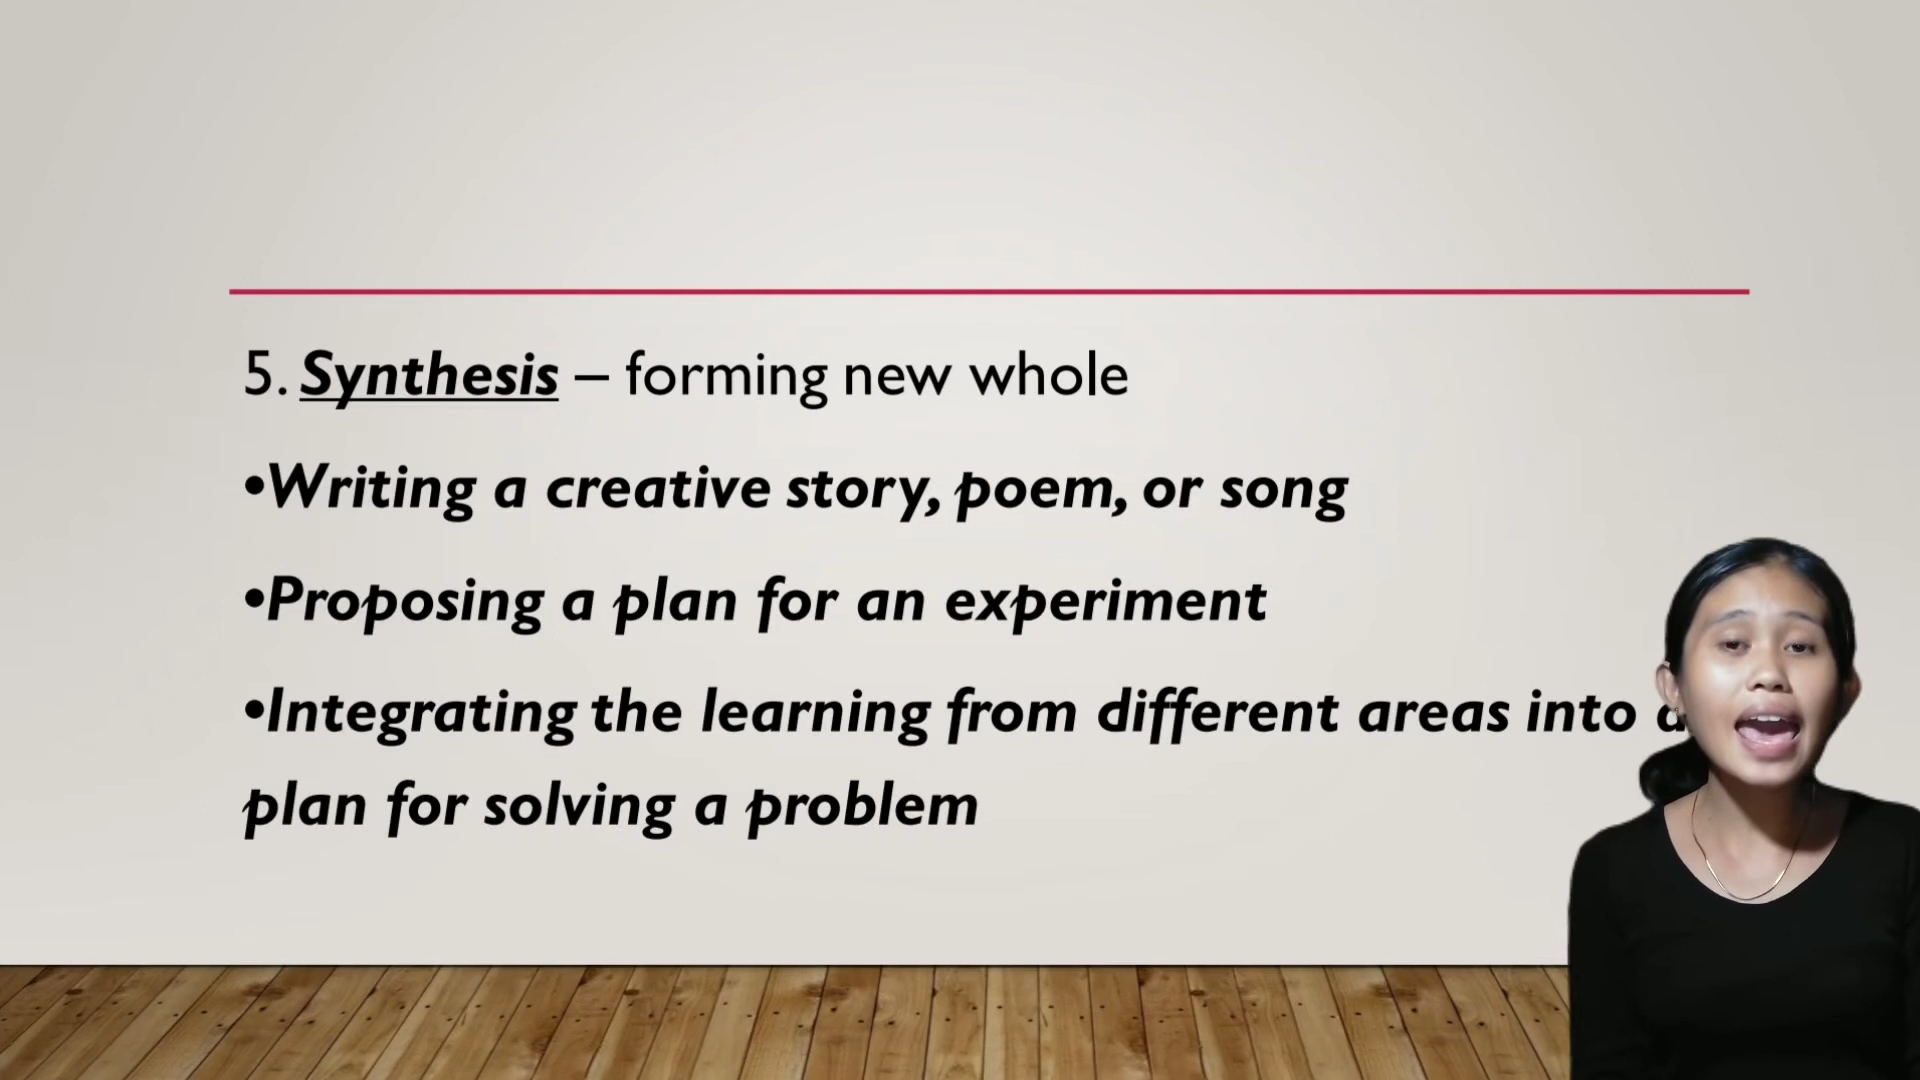 5. Synthesis – forming new whole
•Writing a creative story, poem, or song
•Proposing a plan for an experiment
•Integrating the learning from different areas into a
plan for solving a problem